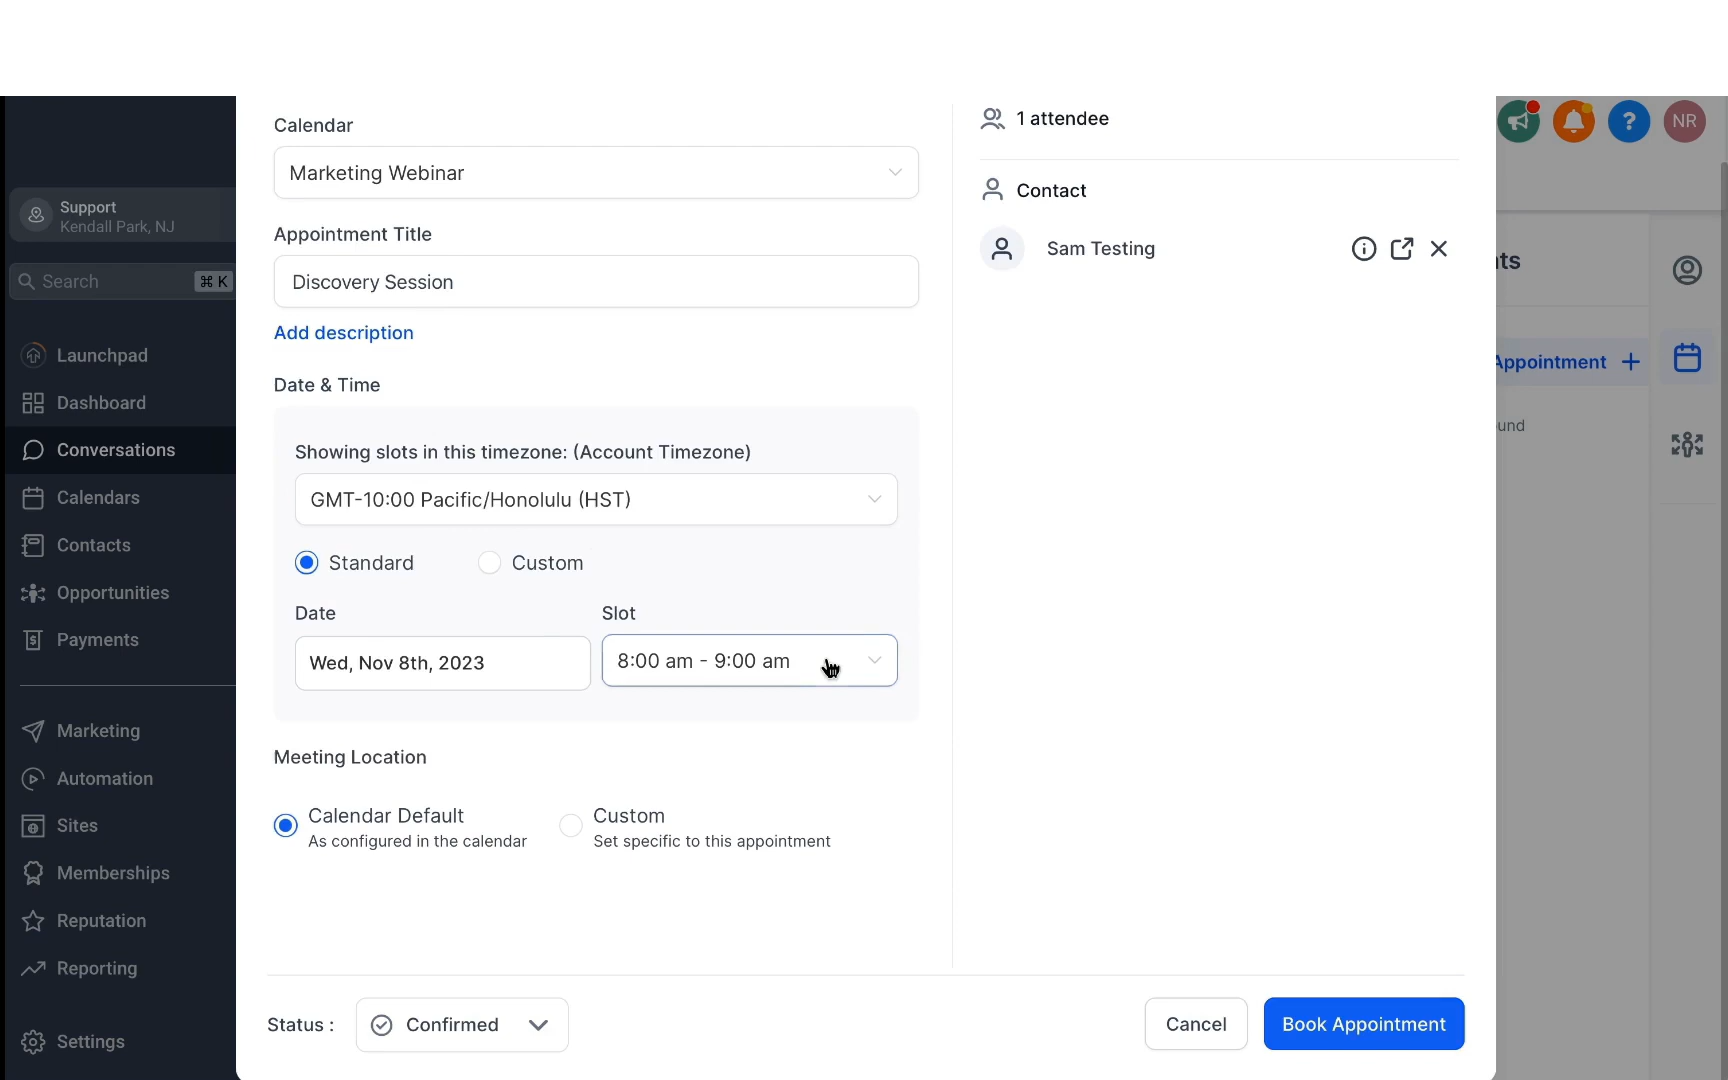 Support
Kendall Park, NJ
Search
⌘ K
Launchpad
Dashboard
Conversations
Calendars
Contacts
Opportunities
Payments
Marketing
Automation
Sites
Memberships
Reputation
Reporting
Settings
Calendar
Marketing Webinar
Appointment Title
Discovery Session
Add description
Date & Time
Showing slots in this timezone: (Account Timezone)
GMT-10:00 Pacific/Honolulu (HST)
Standard Custom
Date Slot
Wed, Nov 8th, 2023 8:00 am - 9:00 am
Meeting Location
Calendar Default Custom
As configured in the calendar Set specific to this appointment
Status : Confirmed
Cancel Book Appointment
1 attendee
Contact
Sam Testing
? NR
nts
Appointment +
und